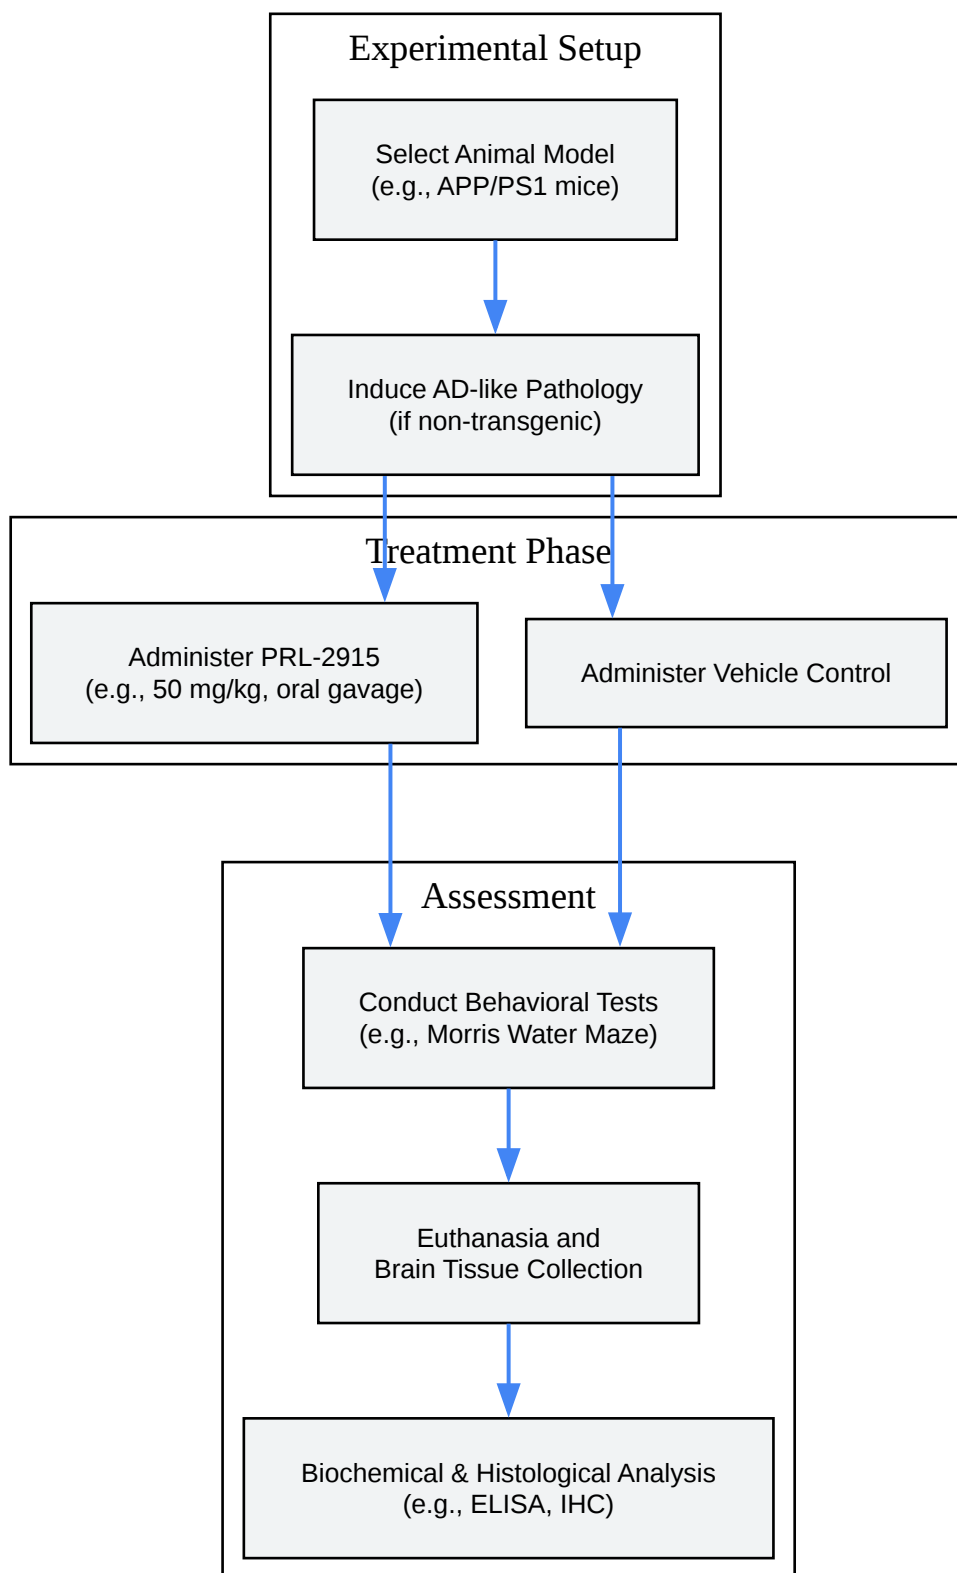 Experimental Setup
Select Animal Model
(e.g., APP/PS1 mice)
Induce AD-like Pathology
(if non-transgenic)
Treatment Phase
Administer PRL-2915
(e.g., 50 mg/kg, oral gavage)
Administer Vehicle Control
Assessment
Conduct Behavioral Tests
(e.g., Morris Water Maze)
Euthanasia and
Brain Tissue Collection
Biochemical & Histological Analysis
(e.g., ELISA, IHC)